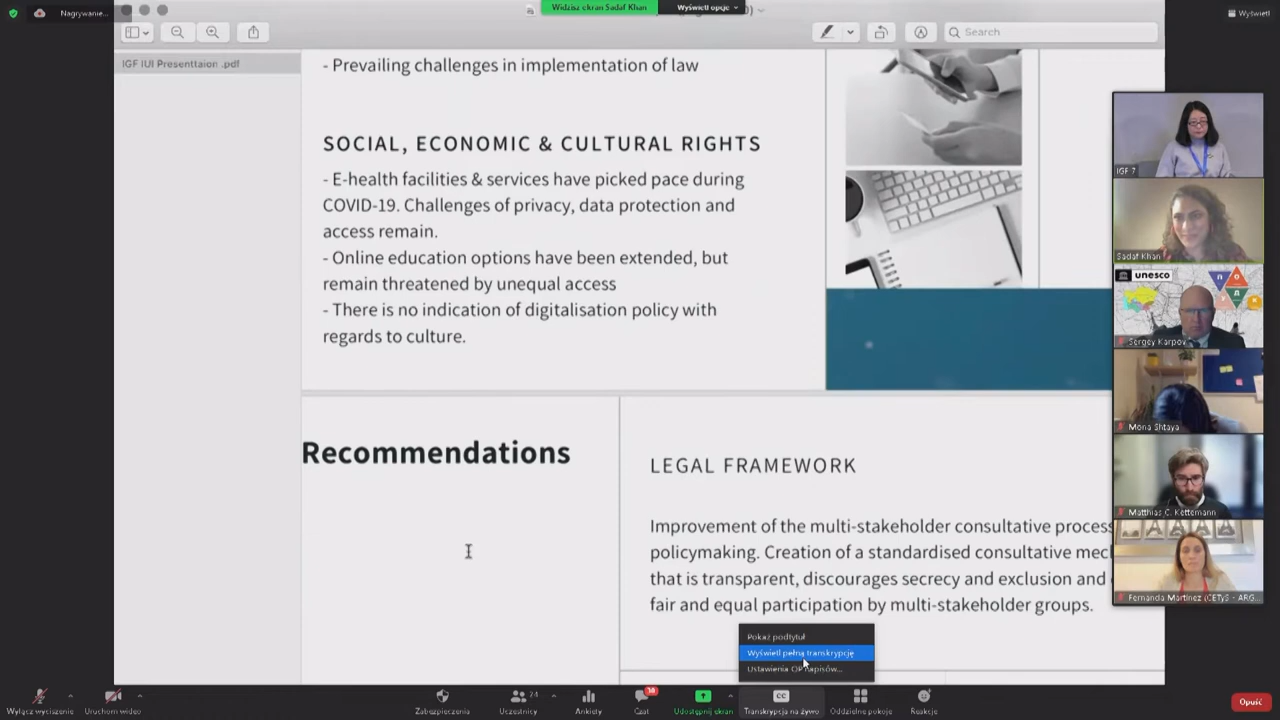 Nagrywanie...
Widzisz ekran Sadaf Khan
Wyświetl opcje
Wyświetl
Search
IGF IUI Presenttaion .pdf
- Prevailing challenges in implementation of law
SOCIAL, ECONOMIC & CULTURAL RIGHTS
- E-health facilities & services have picked pace during
COVID-19. Challenges of privacy, data protection and
access remain.
- Online education options have been extended, but
remain threatened by unequal access
- There is no indication of digitalisation policy with
regards to culture.
Recommendations
LEGAL FRAMEWORK
Improvement of the multi-stakeholder consultative process
policymaking. Creation of a standardised consultative mec
that is transparent, discourages secrecy and exclusion and
fair and equal participation by multi-stakeholder groups.
IGF 7
Sadaf Khan
unesco
Sergey Karpov
Mona Shtaya
Matthias C. Kettemann
Fernanda Martinez (CETyS - ARG...
Pokaż podtytuł
Wyświetl pełną transkrypcję
Ustawienia
Wyłącz wyciszenie
Uruchom wideo
Zabezpieczenia
24
Uczestnicy
Ankiety
Czat
Udostępnij ekran
CC
Transkrypcja na żywo
Oddzielne pokoje
Reakcje
Opuść